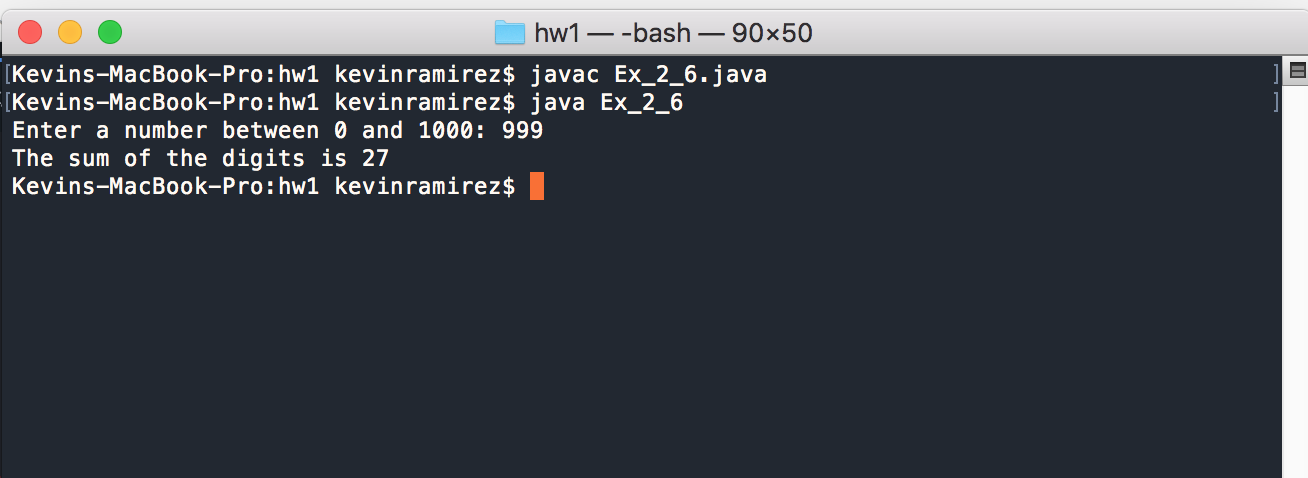 hw1 — -bash — 90×50
[Kevins-MacBook-Pro:hw1 kevinramirez$ javac Ex_2_6.java ]
[Kevins-MacBook-Pro:hw1 kevinramirez$ java Ex_2_6 ]
Enter a number between 0 and 1000: 999
The sum of the digits is 27
Kevins-MacBook-Pro:hw1 kevinramirez$